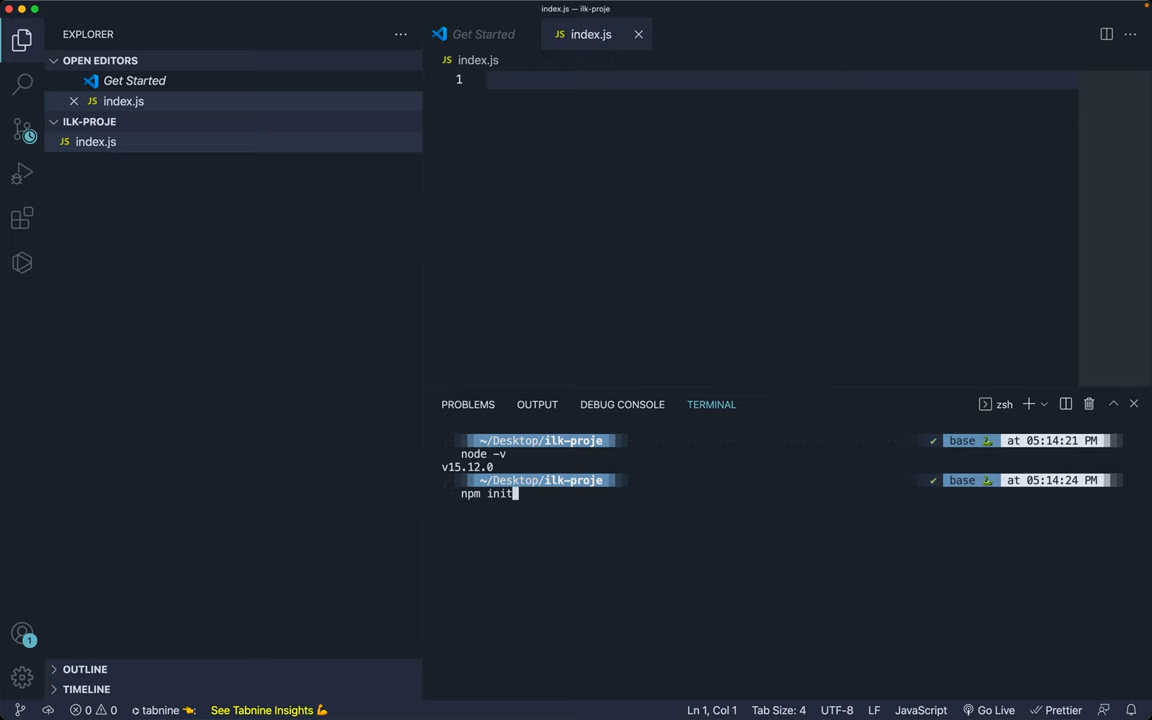 index.js — ilk-proje
EXPLORER
OPEN EDITORS
Get Started
index.js
ILK-PROJE
index.js
Get Started
index.js
index.js
1
PROBLEMS OUTPUT DEBUG CONSOLE TERMINAL
zsh
~/Desktop/ilk-proje base at 05:14:21 PM
node -v
v15.12.0
~/Desktop/ilk-proje base at 05:14:24 PM
npm init
1
OUTLINE
TIMELINE
0 0 tabnine See Tabnine Insights Ln 1, Col 1 Tab Size: 4 UTF-8 LF JavaScript Go Live Prettier